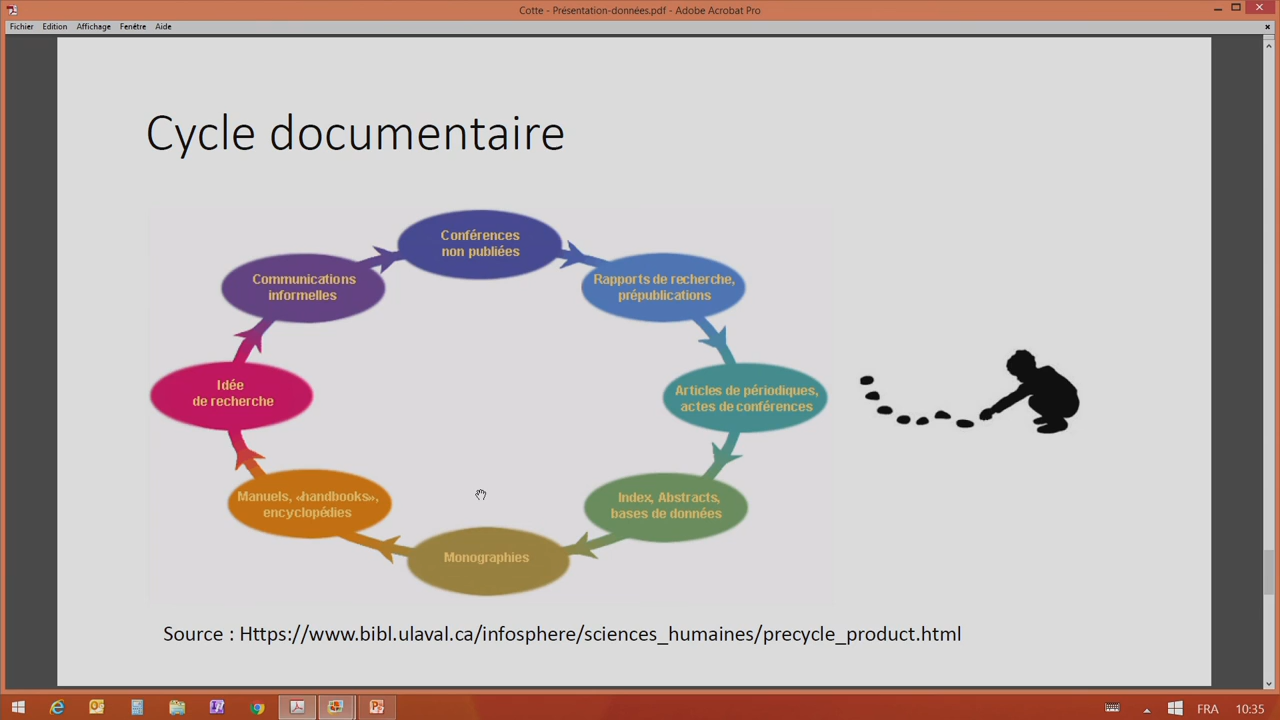 Cotte - Présentation-données.pdf - Adobe Acrobat Pro
Fichier Edition Affichage Fenêtre Aide
Cycle documentaire
Conférences
non publiées
Communications
informelles
Rapports de recherche,
prépublications
Idée
de recherche
Articles de périodiques,
actes de conférences
Manuels, «handbooks»,
encyclopédies
Index, Abstracts,
bases de données
Monographies
Source : Https://www.bibl.ulaval.ca/infosphere/sciences_humaines/precycle_product.html
FRA 10:35